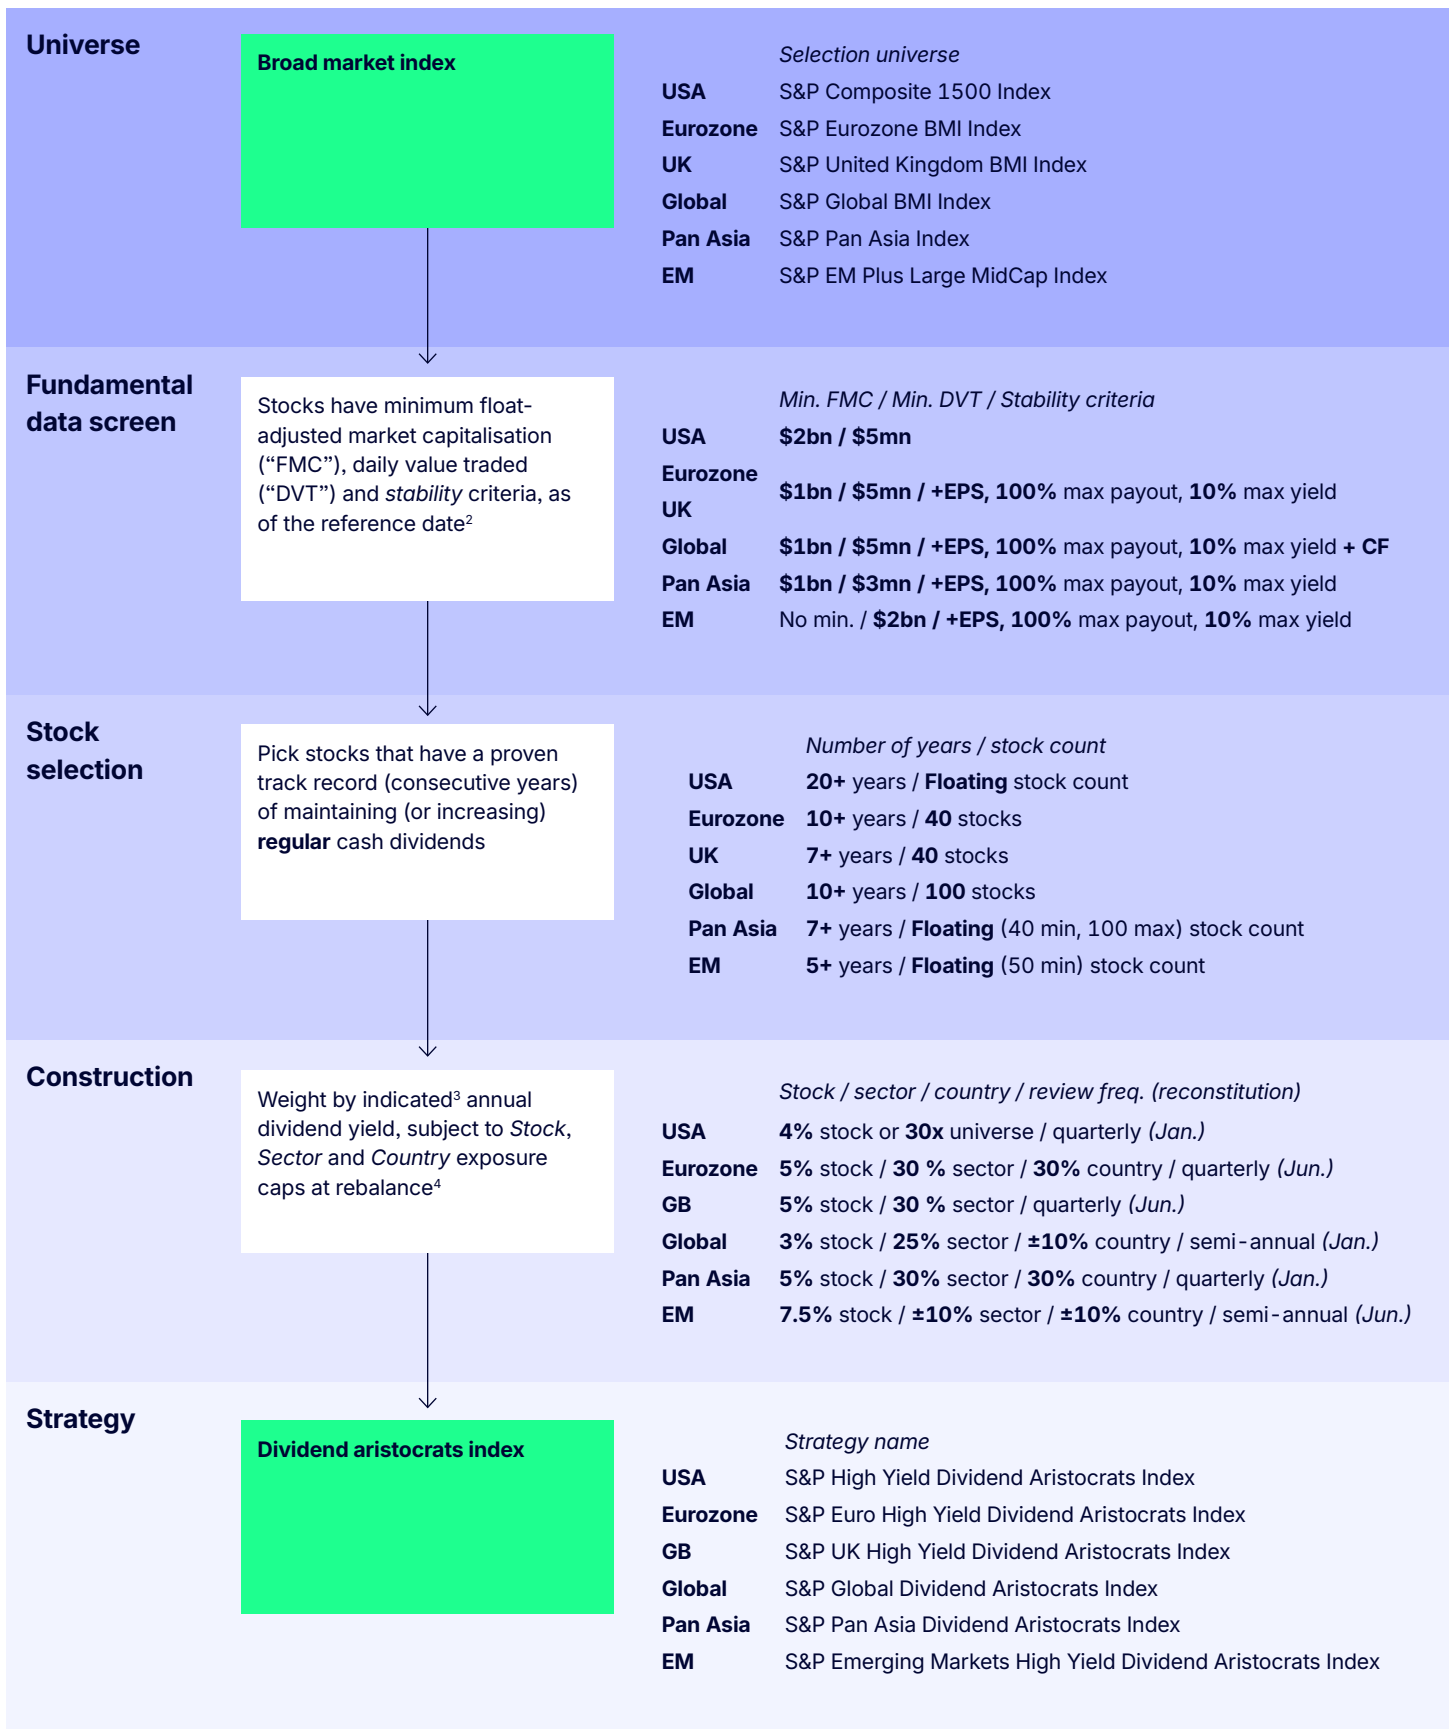 Universe
Broad market index
Selection universe
USA S&P Composite 1500 Index
Eurozone S&P Eurozone BMI Index
UK S&P United Kingdom BMI Index
Global S&P Global BMI Index
Pan Asia S&P Pan Asia Index
EM S&P EM Plus Large MidCap Index
Fundamental
data screen
Stocks have minimum float-
adjusted market capitalisation
(“FMC”), daily value traded
(“DVT”) and stability criteria, as
of the reference date²
Min. FMC / Min. DVT / Stability criteria
USA $2bn / $5mn
Eurozone
UK
$1bn / $5mn / +EPS, 100% max payout, 10% max yield
Global $1bn / $5mn / +EPS, 100% max payout, 10% max yield + CF
Pan Asia $1bn / $3mn / +EPS, 100% max payout, 10% max yield
EM No min. / $2bn / +EPS, 100% max payout, 10% max yield
Stock
selection
Pick stocks that have a proven
track record (consecutive years)
of maintaining (or increasing)
regular cash dividends
Number of years / stock count
USA 20+ years / Floating stock count
Eurozone 10+ years / 40 stocks
UK 7+ years / 40 stocks
Global 10+ years / 100 stocks
Pan Asia 7+ years / Floating (40 min, 100 max) stock count
EM 5+ years / Floating (50 min) stock count
Construction
Weight by indicated³ annual
dividend yield, subject to Stock,
Sector and Country exposure
caps at rebalance⁴
Stock / sector / country / review freq. (reconstitution)
USA 4% stock or 30x universe / quarterly (Jan.)
Eurozone 5% stock / 30 % sector / 30% country / quarterly (Jun.)
GB 5% stock / 30 % sector / quarterly (Jun.)
Global 3% stock / 25% sector / ±10% country / semi-annual (Jan.)
Pan Asia 5% stock / 30% sector / 30% country / quarterly (Jan.)
EM 7.5% stock / ±10% sector / ±10% country / semi-annual (Jun.)
Strategy
Dividend aristocrats index
Strategy name
USA S&P High Yield Dividend Aristocrats Index
Eurozone S&P Euro High Yield Dividend Aristocrats Index
GB S&P UK High Yield Dividend Aristocrats Index
Global S&P Global Dividend Aristocrats Index
Pan Asia S&P Pan Asia Dividend Aristocrats Index
EM S&P Emerging Markets High Yield Dividend Aristocrats Index